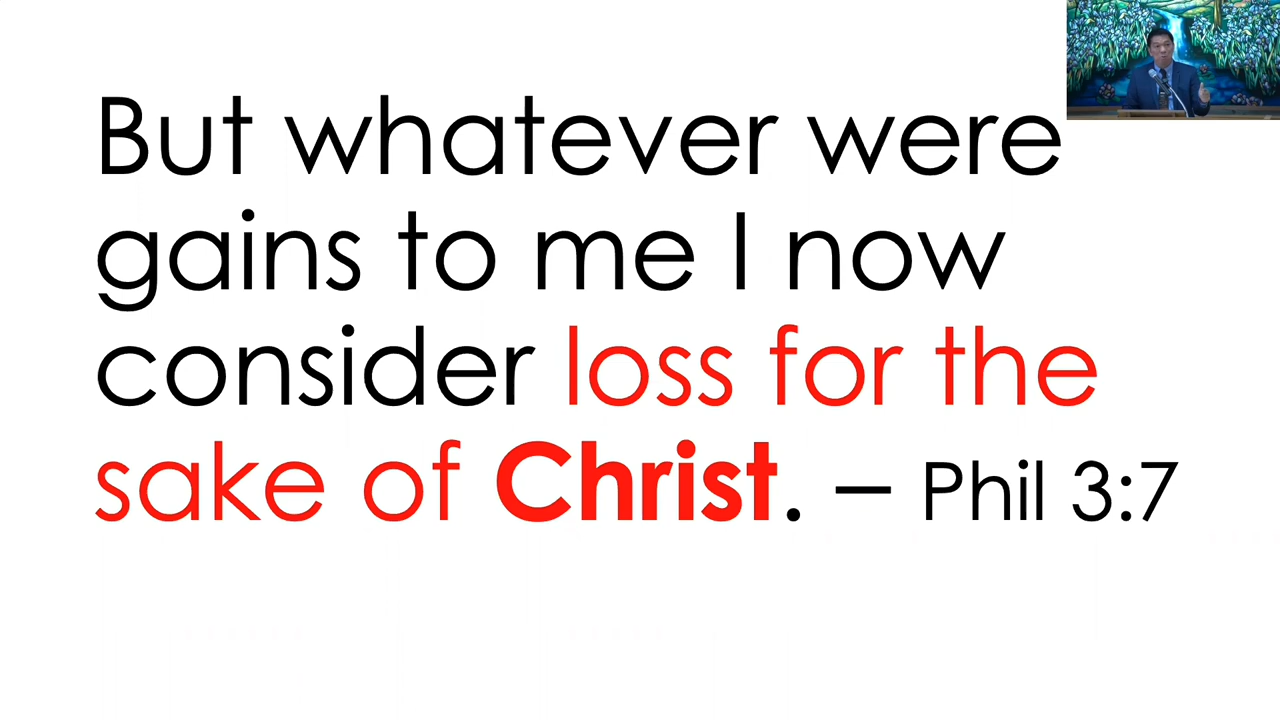 But whatever were
gains to me I now
consider loss for the
sake of Christ. – Phil 3:7